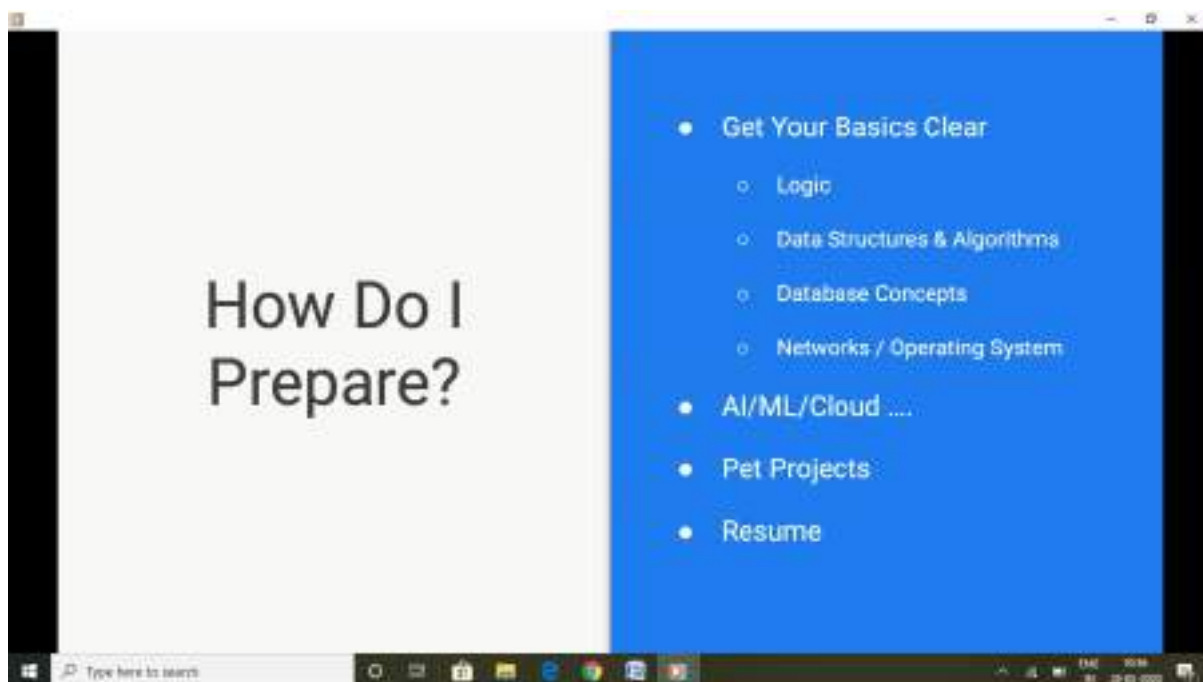 How Do I
Prepare?
● Get Your Basics Clear
○ Logic
○ Data Structures & Algorithms
○ Database Concepts
○ Networks / Operating System
● AI/ML/Cloud ....
● Pet Projects
● Resume
Type here to search